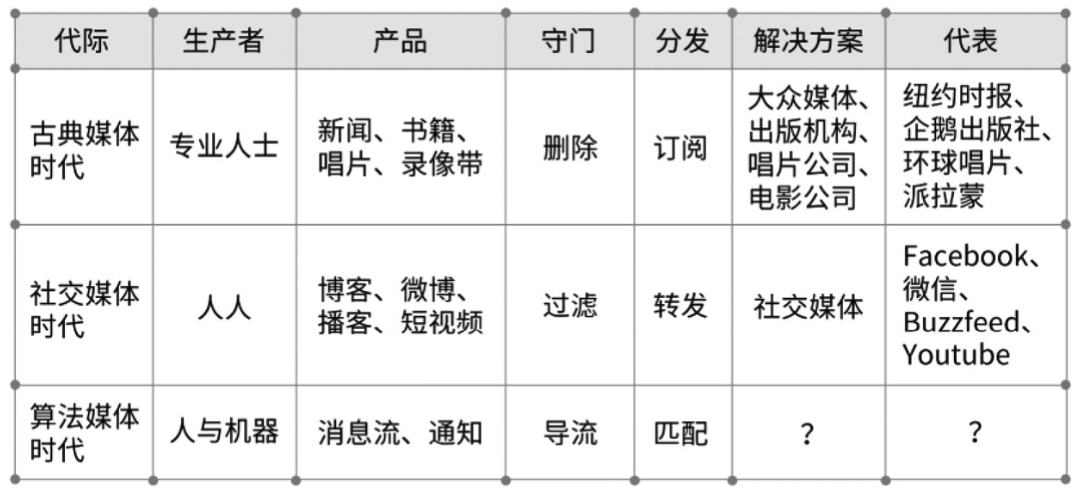 代际
生产者
产品
守门
分发
解决方案
代表
古典媒体
时代
专业人士
新闻、书籍、
唱片、录像带
删除
订阅
大众媒体、
出版机构、
唱片公司、
电影公司
纽约时报、
企鹅出版社、
环球唱片、
派拉蒙
社交媒体
时代
人人
博客、微博、
播客、短视频
过滤
转发
社交媒体
Facebook、
微信、
Buzzfeed、
Youtube
算法媒体
时代
人与机器
消息流、通知
导流
匹配
？
？